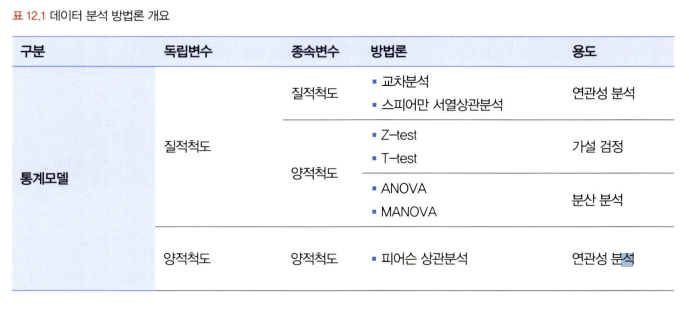 표 12.1 데이터 분석 방법론 개요
구분 독립변수 종속변수 방법론 용도
통계모델
질적척도
질적척도
▪ 교차분석
▪ 스피어만 서열상관분석
연관성 분석
양적척도
▪ Z-test
▪ T-test
가설 검정
▪ ANOVA
▪ MANOVA
분산 분석
양적척도 양적척도 ▪ 피어슨 상관분석 연관성 분석